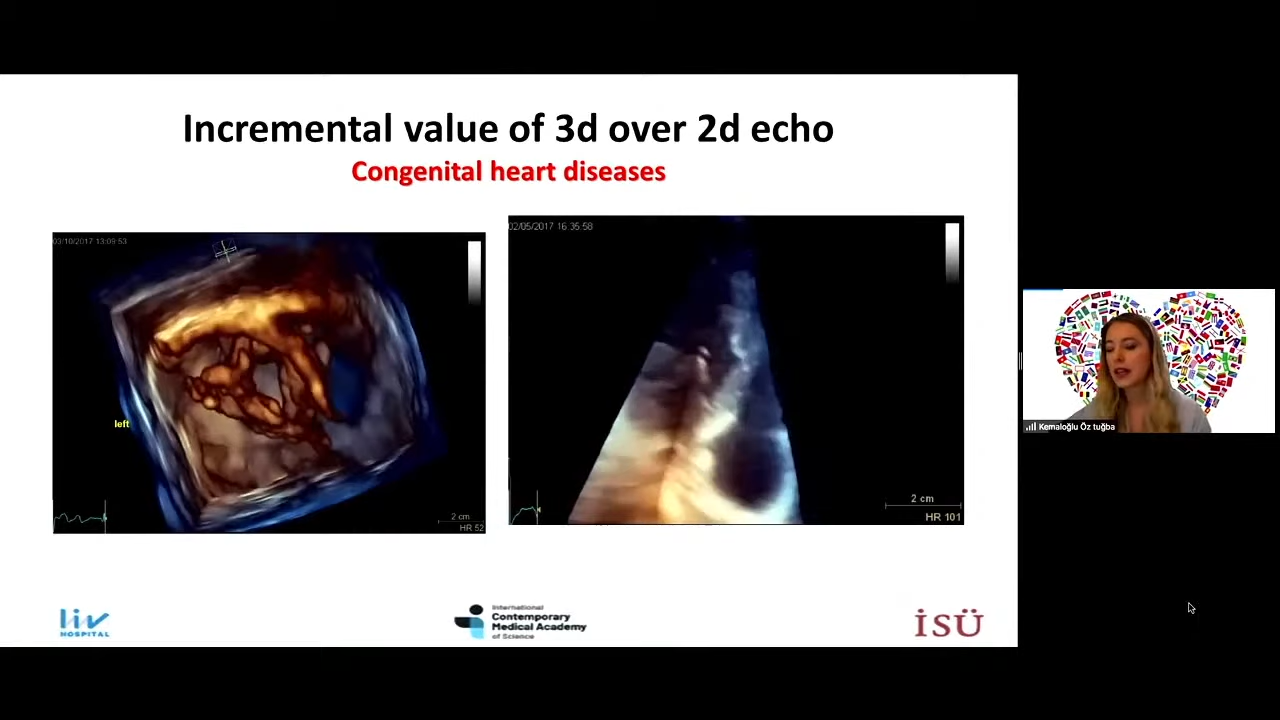 Incremental value of 3d over 2d echo
Congenital heart diseases
03/10/2017 13:09:53
left
2 cm
HR 52
02/05/2017 16:35:58
2 cm
HR 101
Kemaloğlu Öz tuğba
liv
HOSPITAL
International
Contemporary
Medical Academy
of Science
İSÜ